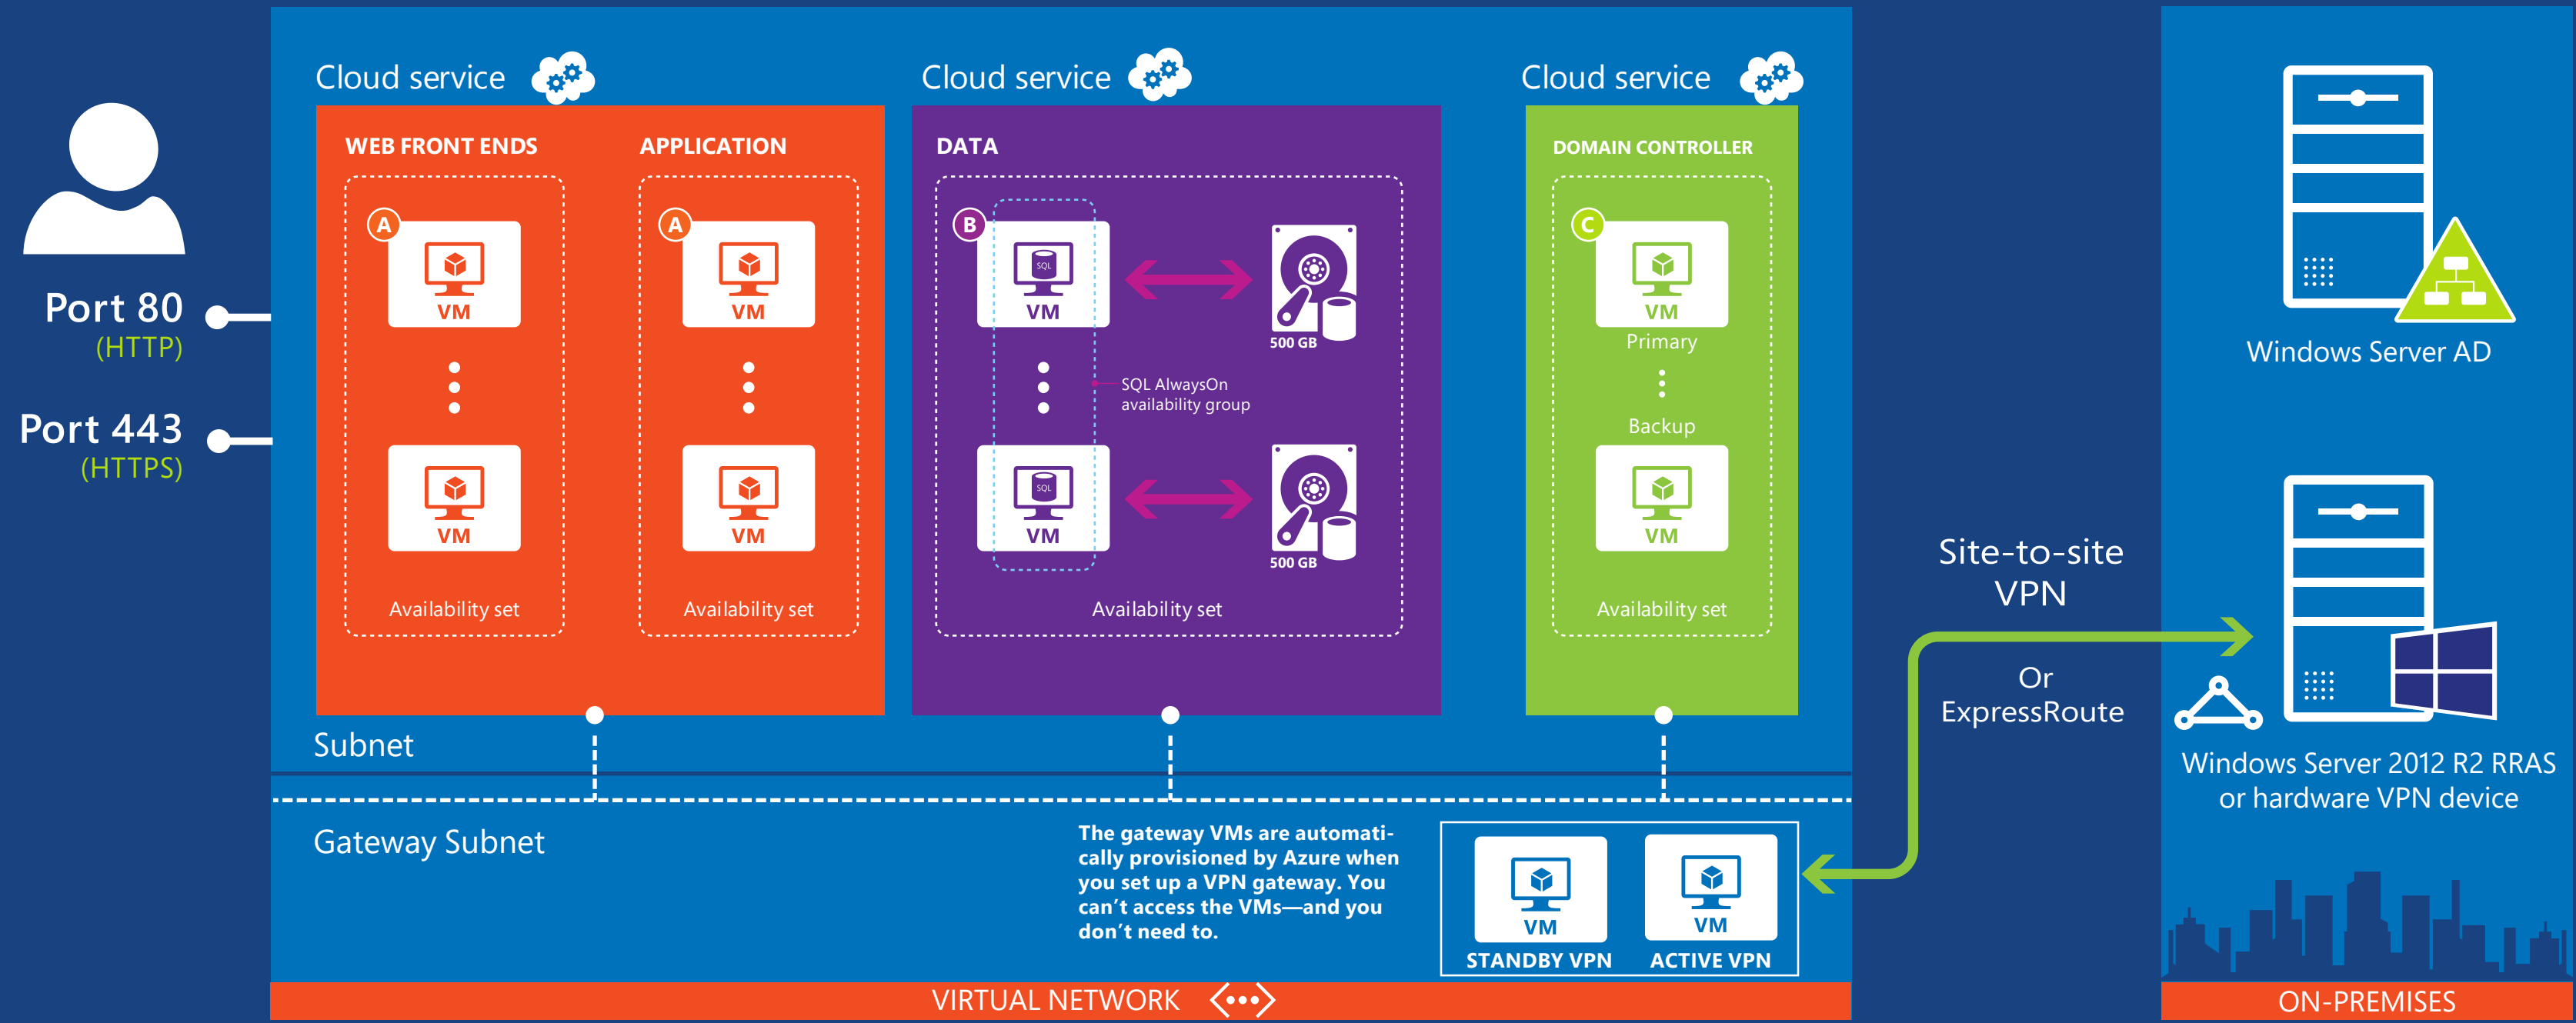 Port 80
(HTTP)
Port 443
(HTTPS)
Cloud service
WEB FRONT ENDS
A
VM
VM
Availability set
APPLICATION
A
VM
VM
Availability set
Cloud service
DATA
B
SQL
VM
500 GB
SQL AlwaysOn
availability group
SQL
VM
500 GB
Availability set
Cloud service
DOMAIN CONTROLLER
C
VM
Primary
Backup
VM
Availability set
Subnet
Gateway Subnet
The gateway VMs are automati-
cally provisioned by Azure when
you set up a VPN gateway. You
can't access the VMs—and you
don't need to.
VM
STANDBY VPN
VM
ACTIVE VPN
VIRTUAL NETWORK
Site-to-site
VPN
Or
ExpressRoute
Windows Server AD
Windows Server 2012 R2 RRAS
or hardware VPN device
ON-PREMISES